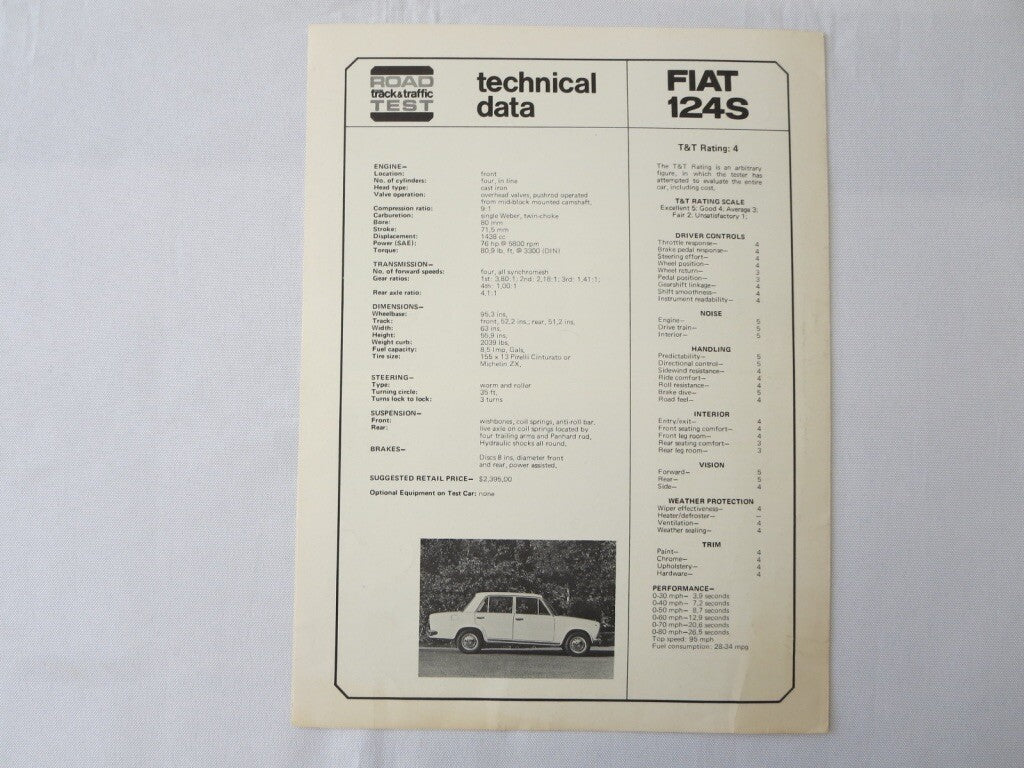 ROAD
track&traffic
TEST
technical
data
FIAT
124S
ENGINE—
Location: front
No. of cylinders: four, in line
Head type: cast iron
Valve operation: overhead valves, pushrod operated
from mid-block mounted camshaft,
Compression ratio: 9:1
Carburetion: single Weber, twin-choke
Bore: 80 mm
Stroke: 71,5 mm
Displacement: 1438 cc
Power (SAE): 76 hp @ 5800 rpm
Torque: 80,9 lb, ft, @ 3300 (DIN)
TRANSMISSION—
No. of forward speeds: four, all synchromesh
Gear ratios: 1st: 3,80:1; 2nd: 2,18:1; 3rd: 1,41:1;
4th: 1,00:1
Rear axle ratio: 4,1:1
DIMENSIONS—
Wheelbase: 95,3 ins,
Track: front, 52,2 ins,; rear, 51,2 ins,
Width: 63 ins,
Height: 55,9 ins,
Weight curb: 2039 lbs,
Fuel capacity: 8,5 Imp, Gals,
Tire size: 155 x 13 Pirelli Cinturato or
Michelin ZX,
STEERING—
Type: worm and roller
Turning circle: 35 ft,
Turns lock to lock: 3 turns
SUSPENSION—
Front: wishbones, coil springs, anti-roll bar,
Rear: live axle on coil springs located by
four trailing arms and Panhard rod,
Hydraulic shocks all round,
BRAKES—
Discs 8 ins, diameter front
and rear, power assisted,
SUGGESTED RETAIL PRICE— $2,395,00
Optional Equipment on Test Car: none
T&T Rating: 4
The T&T Rating is an arbitrary
figure, in which the tester has
attempted to evaluate the entire
car, including cost,
T&T RATING SCALE
Excellent 5; Good 4; Average 3;
Fair 2; Unsatisfactory 1;
DRIVER CONTROLS
Throttle response— 4
Brake pedal response— 4
Steering effort— 4
Wheel position— 4
Wheel return— 3
Pedal position— 3
Gearshift linkage— 4
Shift smoothness— 4
Instrument readability— 4
NOISE
Engine— 5
Drive train— 5
Interior— 5
HANDLING
Predictability— 5
Directional control— 5
Sidewind resistance— 4
Ride comfort— 4
Roll resistance— 4
Brake dive— 5
Road feel— 4
INTERIOR
Entry/exit— 4
Front seating comfort— 4
Front leg room— 4
Rear seating comfort— 3
Rear leg room— 3
VISION
Forward— 5
Rear— 5
Side— 4
WEATHER PROTECTION
Wiper effectiveness— 4
Heater/defroster— —
Ventilation— 4
Weather sealing— 4
TRIM
Paint— 4
Chrome— 4
Upholstery— 4
Hardware— 4
PERFORMANCE—
0-30 mph— 3,9 seconds
0-40 mph— 7,2 seconds
0-50 mph— 8,7 seconds
0-60 mph—12,9 seconds
0-70 mph—20,6 seconds
0-80 mph—26,5 seconds
Top speed: 95 mph
Fuel consumption: 28-34 mpg